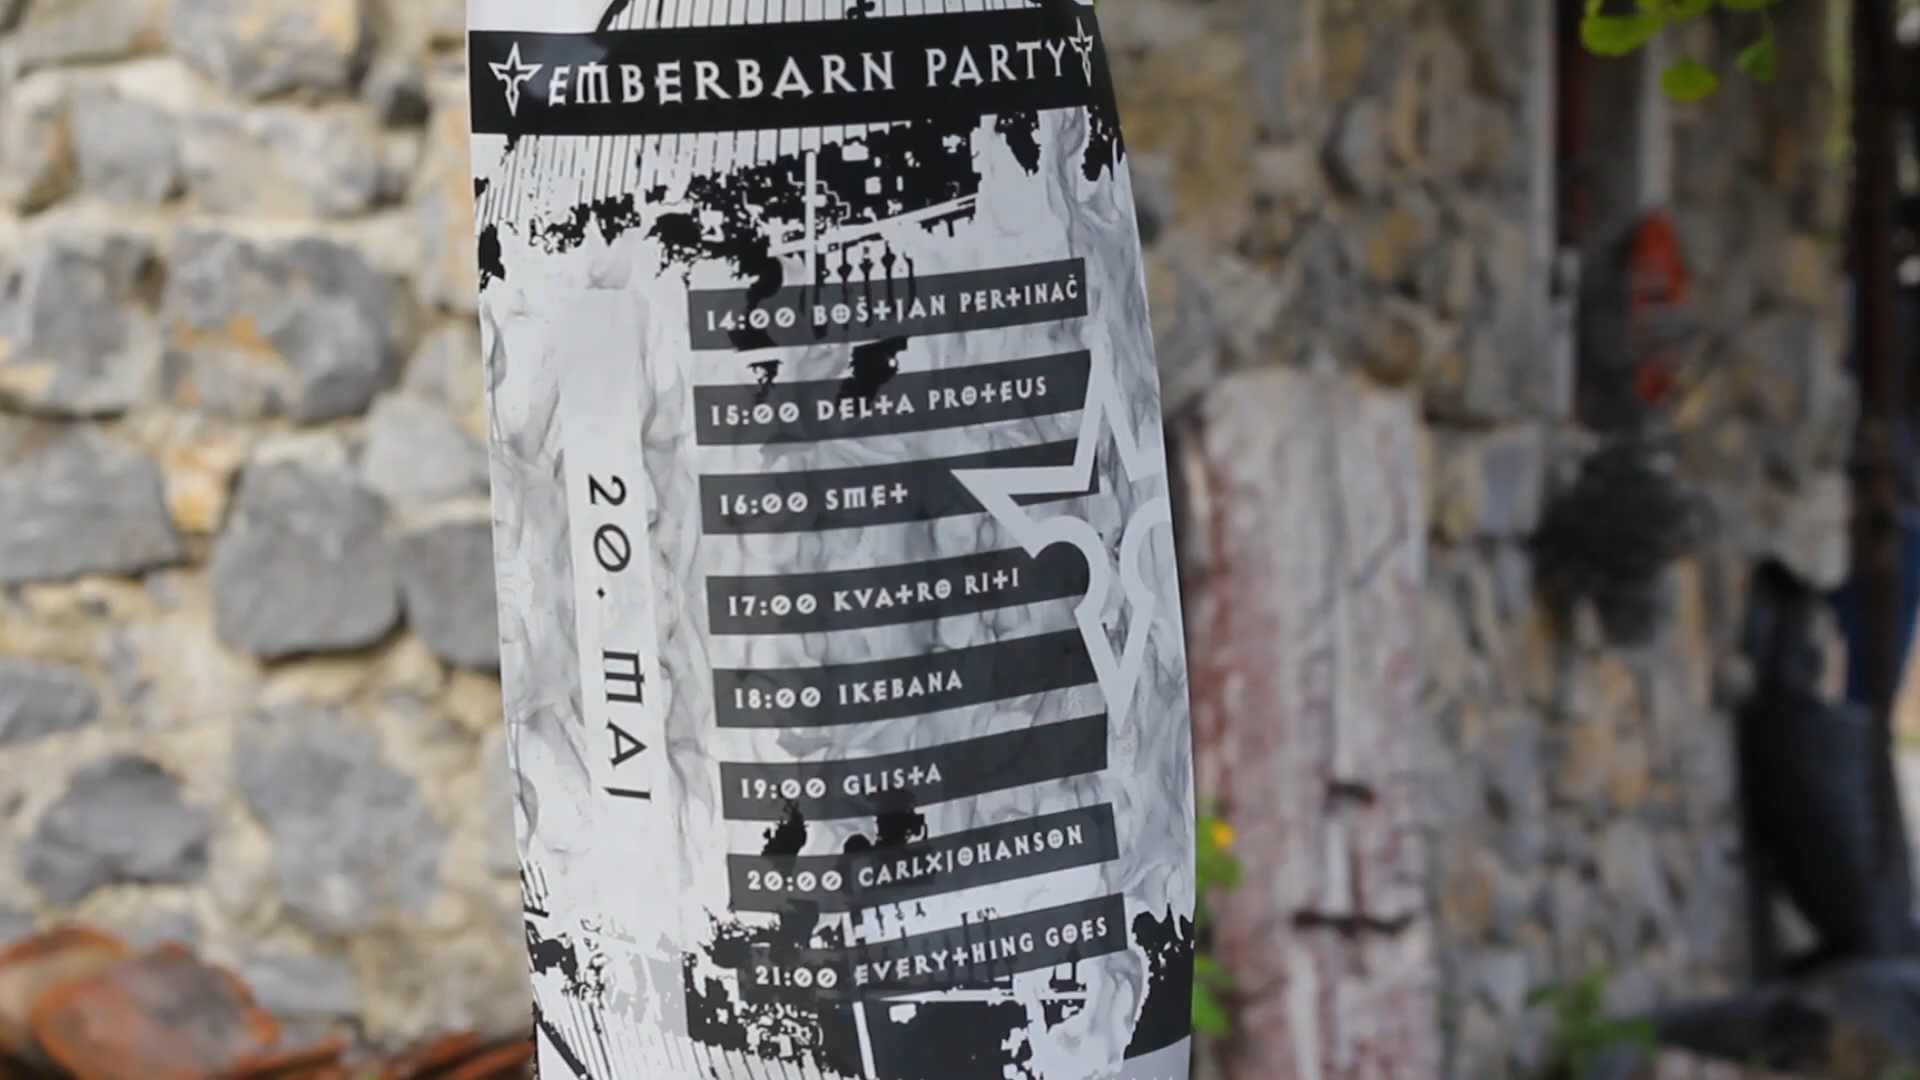 EMBERBARN PARTY
14:00 BOŠTJAN PERTINAČ
15:00 DELTA PROTEUS
16:00 SMET
17:00 KVATRO RITI
18:00 IKEBANA
19:00 GLISTA
20:00 CARLXJOHANSON
21:00 EVERYTHING GOES
20. MAJ